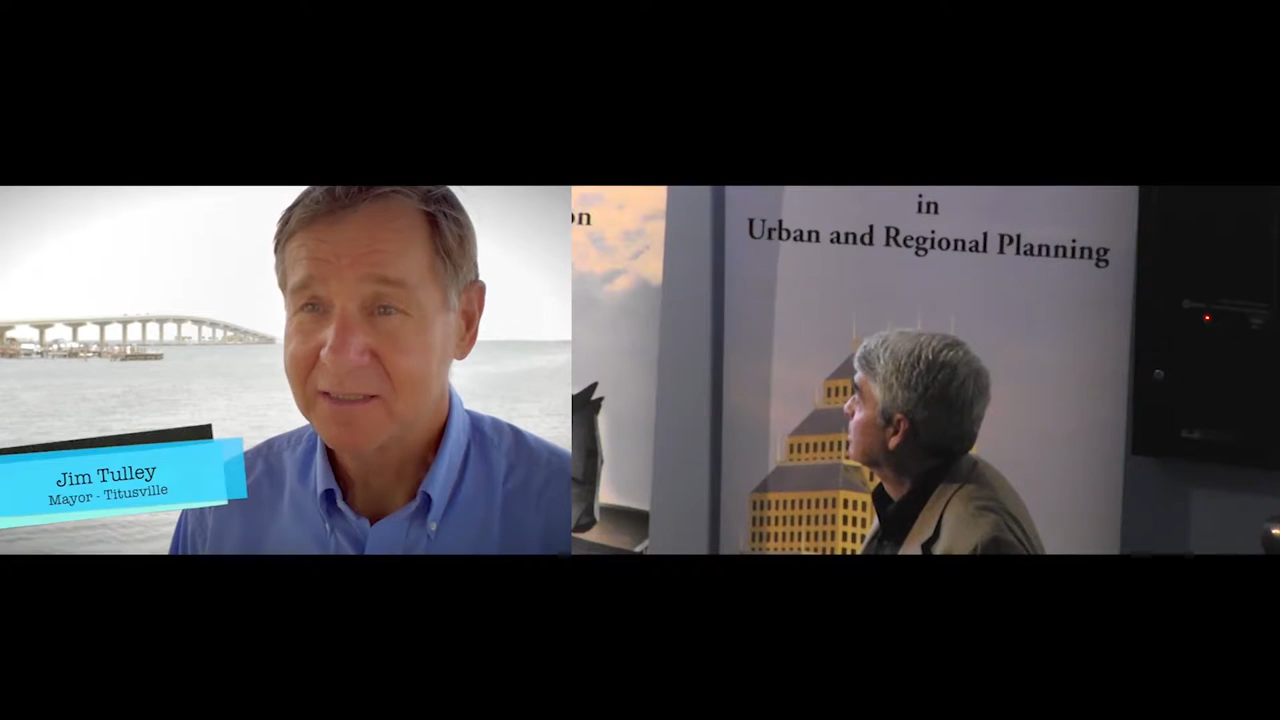 Jim Tulley
Mayor - Titusville
on
in
Urban and Regional Planning